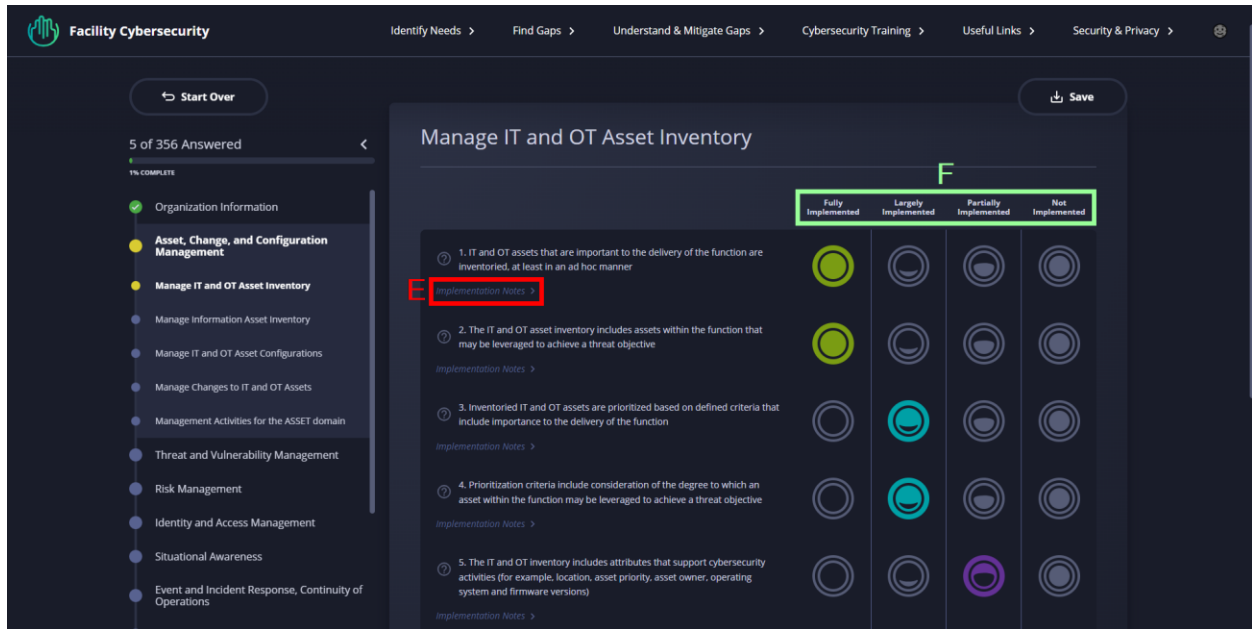 Facility Cybersecurity
Identify Needs >
Find Gaps >
Understand & Mitigate Gaps >
Cybersecurity Training >
Useful Links >
Security & Privacy >
Start Over
Save
5 of 356 Answered
1% COMPLETE
Organization Information
Asset, Change, and Configuration
Management
Manage IT and OT Asset Inventory
Manage Information Asset Inventory
Manage IT and OT Asset Configurations
Manage Changes to IT and OT Assets
Management Activities for the ASSET domain
Threat and Vulnerability Management
Risk Management
Identity and Access Management
Situational Awareness
Event and Incident Response, Continuity of
Operations
Manage IT and OT Asset Inventory
F
Fully
Implemented
Largely
Implemented
Partially
Implemented
Not
Implemented
1. IT and OT assets that are important to the delivery of the function are
inventoried, at least in an ad hoc manner
E
Implementation Notes >
2. The IT and OT asset inventory includes assets within the function that
may be leveraged to achieve a threat objective
Implementation Notes >
3. Inventoried IT and OT assets are prioritized based on defined criteria that
include importance to the delivery of the function
Implementation Notes >
4. Prioritization criteria include consideration of the degree to which an
asset within the function may be leveraged to achieve a threat objective
Implementation Notes >
5. The IT and OT inventory includes attributes that support cybersecurity
activities (for example, location, asset priority, asset owner, operating
system and firmware versions)
Implementation Notes >